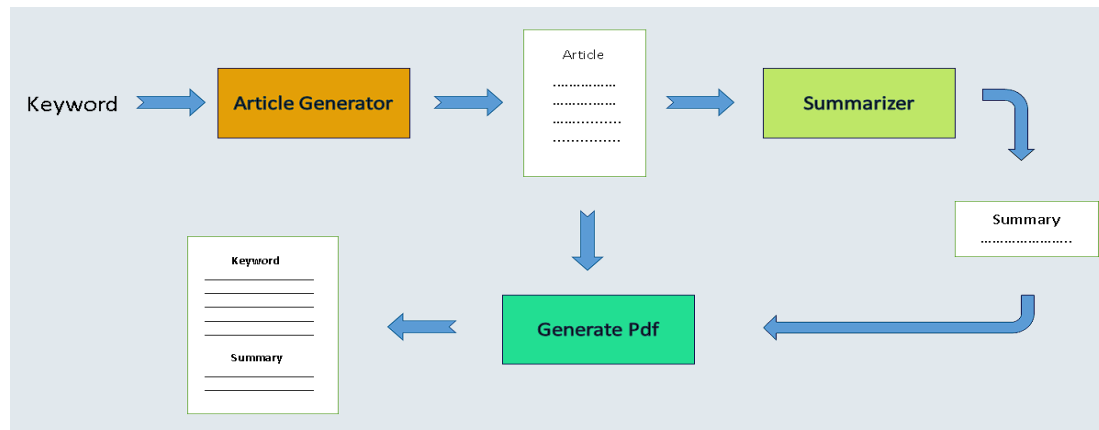 Keyword
Article Generator
Article
................
................
................
................
Summarizer
Summary
.......................
Generate Pdf
Keyword
Summary